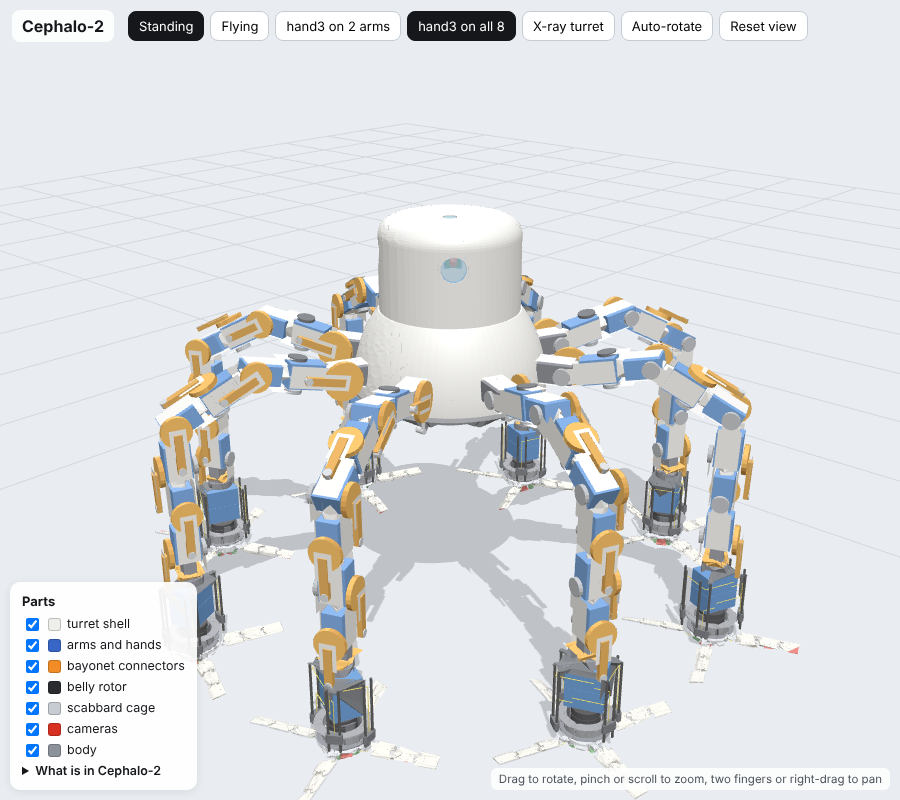 Cephalo-2
Standing
Flying
hand3 on 2 arms
hand3 on all 8
X-ray turret
Auto-rotate
Reset view
Parts
turret shell
arms and hands
bayonet connectors
belly rotor
scabbard cage
cameras
body
What is in Cephalo-2
Drag to rotate, pinch or scroll to zoom, two fingers or right-drag to pan